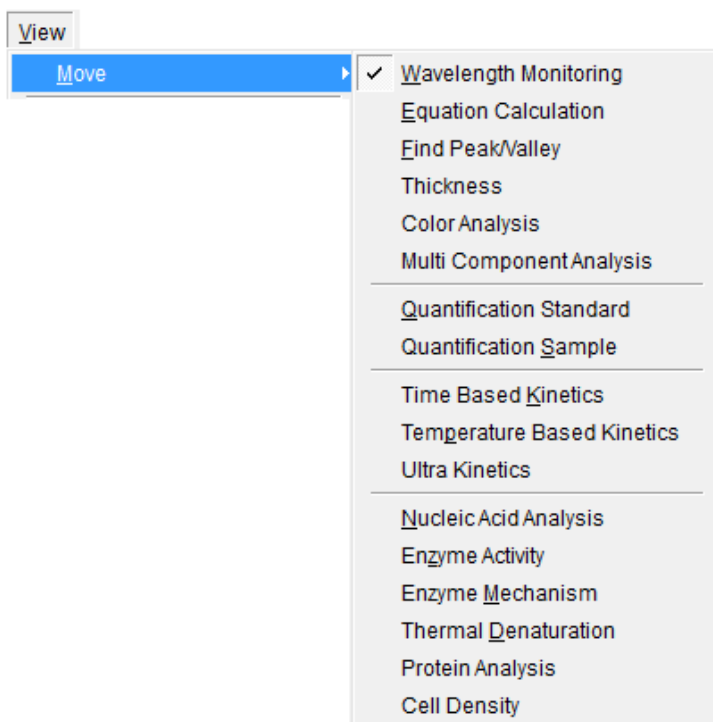 View
Move
Wavelength Monitoring
Equation Calculation
Find Peak/Valley
Thickness
Color Analysis
Multi Component Analysis
Quantification Standard
Quantification Sample
Time Based Kinetics
Temperature Based Kinetics
Ultra Kinetics
Nucleic Acid Analysis
Enzyme Activity
Enzyme Mechanism
Thermal Denaturation
Protein Analysis
Cell Density